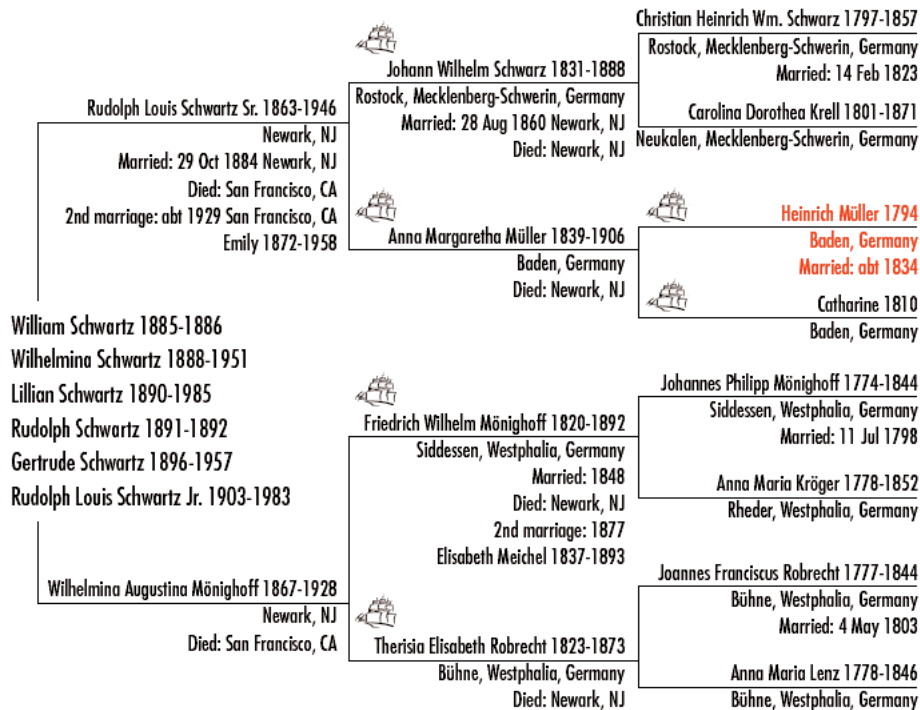 Christian Heinrich Wm. Schwarz 1797-1857
Rostock, Mecklenberg-Schwerin, Germany
Married: 14 Feb 1823
Johann Wilhelm Schwarz 1831-1888
Rostock, Mecklenberg-Schwerin, Germany
Married: 28 Aug 1860 Newark, NJ
Died: Newark, NJ
Carolina Dorothea Krell 1801-1871
Neukalen, Mecklenberg-Schwerin, Germany
Rudolph Louis Schwartz Sr. 1863-1946
Newark, NJ
Married: 29 Oct 1884 Newark, NJ
Died: San Francisco, CA
2nd marriage: abt 1929 San Francisco, CA
Emily 1872-1958
Heinrich Müller 1794
Baden, Germany
Married: abt 1834
Anna Margaretha Müller 1839-1906
Baden, Germany
Died: Newark, NJ
Catharine 1810
Baden, Germany
William Schwartz 1885-1886
Wilhelmina Schwartz 1888-1951
Lillian Schwartz 1890-1985
Rudolph Schwartz 1891-1892
Gertrude Schwartz 1896-1957
Rudolph Louis Schwartz Jr. 1903-1983
Johannes Philipp Mönighoff 1774-1844
Siddessen, Westphalia, Germany
Married: 11 Jul 1798
Friedrich Wilhelm Mönighoff 1820-1892
Siddessen, Westphalia, Germany
Married: 1848
Died: Newark, NJ
2nd marriage: 1877
Elisabeth Meichel 1837-1893
Anna Maria Kröger 1778-1852
Rheder, Westphalia, Germany
Wilhelmina Augustina Mönighoff 1867-1928
Newark, NJ
Died: San Francisco, CA
Joannes Franciscus Robrecht 1777-1844
Bühne, Westphalia, Germany
Married: 4 May 1803
Therisia Elisabeth Robrecht 1823-1873
Bühne, Westphalia, Germany
Died: Newark, NJ
Anna Maria Lenz 1778-1846
Bühne, Westphalia, Germany